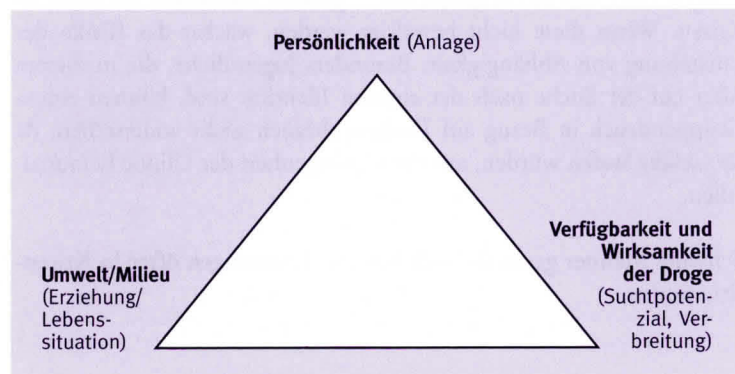 Persönlichkeit (Anlage)
Verfügbarkeit und
Wirksamkeit
der Droge
(Suchtpoten-
zial, Ver-
breitung)
Umwelt/Milieu
(Erziehung/
Lebens-
situation)